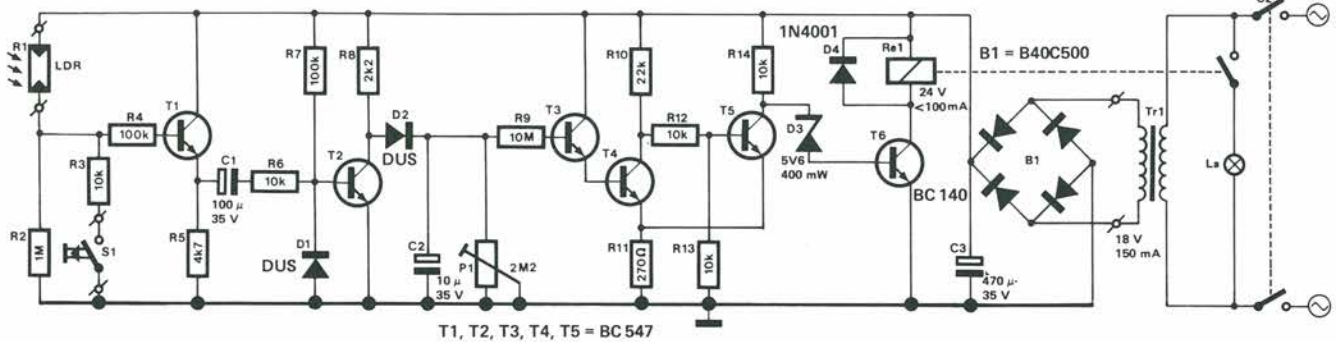 R1
LDR
R2
1M
R3
10k
S1
R4
100k
T1
C1
100 µ
35 V
R5
4k7
R6
10k
R7
100k
R8
2k2
T2
D1
DUS
D2
DUS
C2
10 µ
35 V
P1
2M2
R9
10M
T3
T4
R10
22k
R11
270Ω
R12
10k
R13
10k
R14
10k
T5
D3
5V6
400 mW
1N4001
D4
Re1
24 V
<100mA
T6
BC 140
B1 = B40C500
B1
C3
470 µ
35 V
Tr1
18 V
150 mA
La
T1, T2, T3, T4, T5 = BC 547